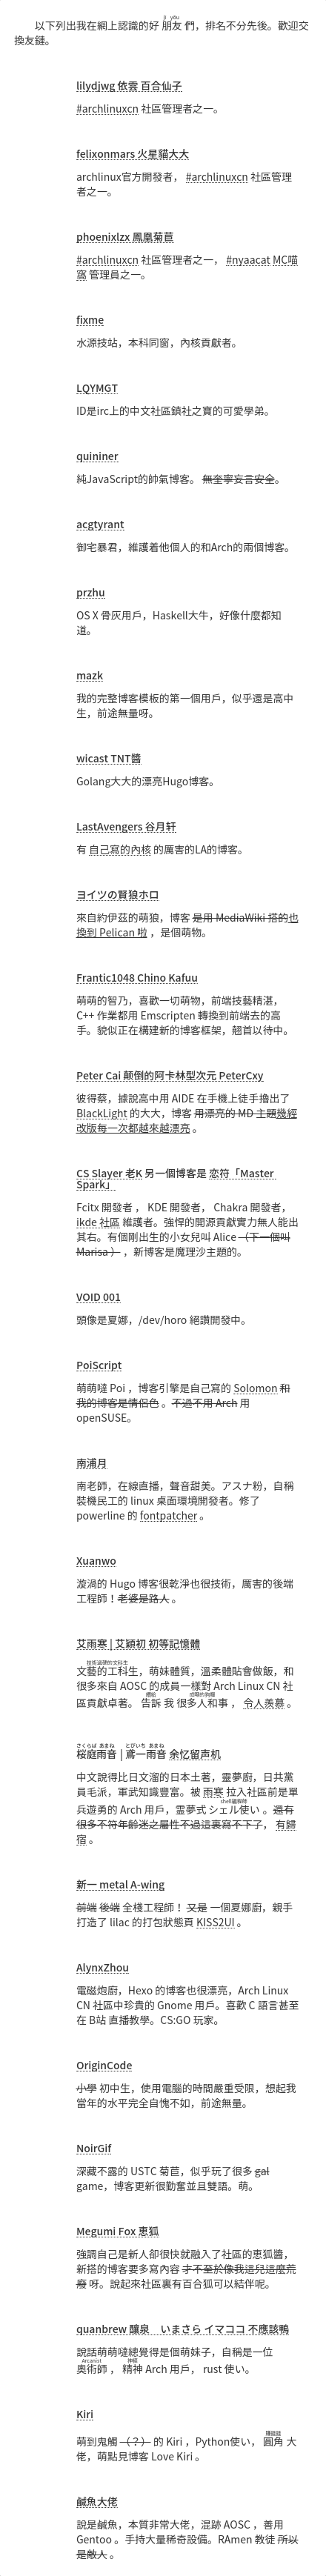 jī yǒu
以下列出我在網上認識的好 朋友 們，排名不分先後。歡迎交
換友鏈。
lilydjwg 依雲 百合仙子
#archlinuxcn 社區管理者之一。
felixonmars 火星貓大大
archlinux官方開發者， #archlinuxcn 社區管理
者之一。
phoenixlzx 鳳凰菊苣
#archlinuxcn 社區管理者之一， #nyaacat MC喵
窩 管理員之一。
fixme
水源技站，本科同窗，內核貢獻者。
LQYMGT
ID是irc上的中文社區鎮社之寶的可愛學弟。
quininer
純JavaScript的帥氣博客。 無奎寧妄言安全。
acgtyrant
御宅暴君，維護着他個人的和Arch的兩個博客。
przhu
OS X 骨灰用戶，Haskell大牛，好像什麼都知
道。
mazk
我的完整博客模板的第一個用戶，似乎還是高中
生，前途無量呀。
wicast TNT醬
Golang大大的漂亮Hugo博客。
LastAvengers 谷月轩
有 自己寫的內核 的厲害的LA的博客。
ヨイツの賢狼ホロ
來自約伊茲的萌狼，博客 是用 MediaWiki 搭的也
換到 Pelican 啦 ，是個萌物。
Frantic1048 Chino Kafuu
萌萌的智乃，喜歡一切萌物，前端技藝精湛，
C++ 作業都用 Emscripten 轉換到前端去的高
手。貌似正在構建新的博客框架，翹首以待中。
Peter Cai 颠倒的阿卡林型次元 PeterCxy
彼得蔡，據說高中用 AIDE 在手機上徒手擼出了
BlackLight 的大大，博客 用漂亮的 MD 主題幾經
改版每一次都越來越漂亮 。
CS Slayer 老K 另一個博客是 恋符「Master
Spark」
Fcitx 開發者 ， KDE 開發者， Chakra 開發者，
ikde 社區 維護者。強悍的開源貢獻實力無人能出
其右。有個剛出生的小女兒叫 Alice （下一個叫
Marisa ） ，新博客是魔理沙主題的。
VOID 001
頭像是夏娜，/dev/horo 絕讚開發中。
PoiScript
萌萌噠 Poi ，博客引擎是自己寫的 Solomon 和
我的博客是情侶色 。不過不用 Arch 用
openSUSE。
南浦月
南老師，在線直播，聲音甜美。アスナ粉，自稱
裝機民工的 linux 桌面環境開發者。修了
powerline 的 fontpatcher 。
Xuanwo
漩渦的 Hugo 博客很乾淨也很技術，厲害的後端
工程師！老婆是路人 。
艾雨寒 | 艾穎初 初等記憶體
文藝的工科生，萌妹體質，溫柔體貼會做飯，和
很多來自 AOSC 的成員一樣對 Arch Linux CN 社
區貢獻卓著。 告訴 我 很多人和事 ， 令人羨慕 。
さくらば あまね とびいち あまね
桜庭雨音 | 鳶一雨音 余忆留声机
中文說得比日文溜的日本土著，靈夢廚，日共黨
員毛派，軍武知識豐富。被 雨寒 拉入社區前是單
兵遊勇的 Arch 用戶，靈夢式 シェル使い 。還有
很多不符年齡迷之屬性不過這裏寫不下了， 有歸
宿 。
新一 metal A-wing
前端 後端 全棧工程師！ 又是 一個夏娜廚，親手
打造了 lilac 的打包狀態頁 KISS2UI 。
AlynxZhou
電磁炮廚，Hexo 的博客也很漂亮，Arch Linux
CN 社區中珍貴的 Gnome 用戶。喜歡 C 語言甚至
在 B站 直播教學。CS:GO 玩家。
OriginCode
小學 初中生，使用電腦的時間嚴重受限，想起我
當年的水平完全自愧不如，前途無量。
NoirGif
深藏不露的 USTC 菊苣，似乎玩了很多 gal
game，博客更新很勤奮並且雙語。萌。
Megumi Fox 惠狐
強調自己是新人卻很快就融入了社區的惠狐醬，
新搭的博客要多寫內容 才不至於像我這兒這麼荒
廢 呀。說起來社區裏有百合狐可以結伴呢。
quanbrew 釀泉 いまさら イマココ 不應該鴨
說話萌萌噠總覺得是個萌妹子，自稱是一位
Arcanist
奧術師 ， 精神 Arch 用戶， rust 使い。
Kiri
萌到鬼觸 （？） 的 Kiri ，Python使い， 圓角 大
佬，萌點見博客 Love Kiri 。
鹹魚大佬
說是鹹魚，本質非常大佬，混跡 AOSC ，善用
Gentoo 。手持大量稀奇設備。RAmen 教徒 所以
是敵人 。